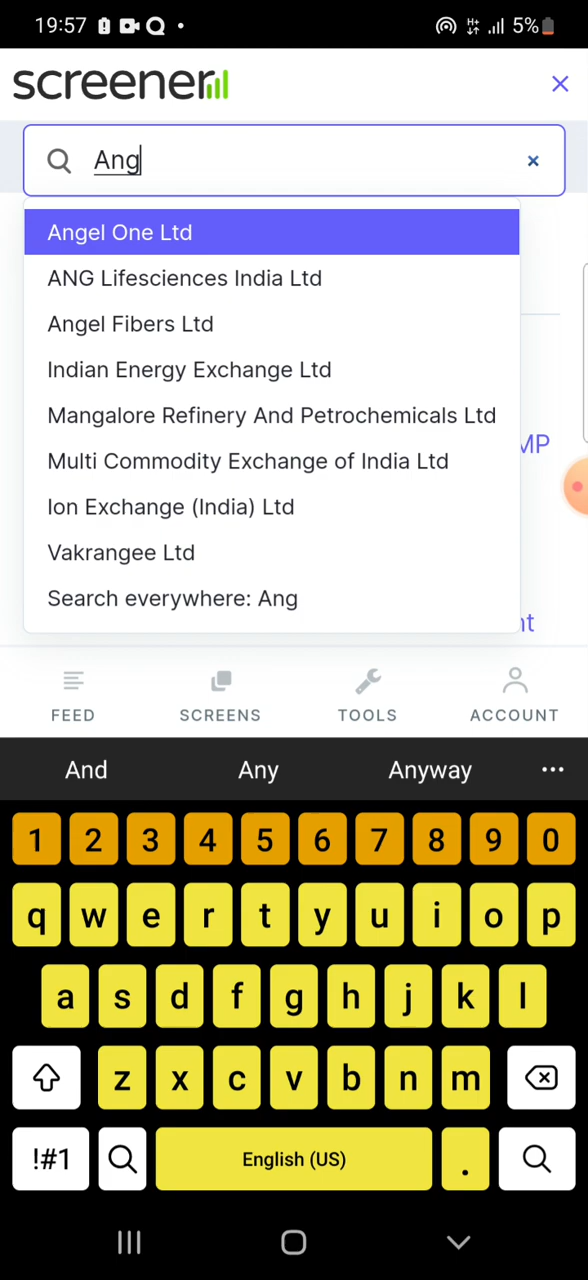 19:57
5%
screener
Ang
Angel One Ltd
ANG Lifesciences India Ltd
Angel Fibers Ltd
Indian Energy Exchange Ltd
Mangalore Refinery And Petrochemicals Ltd
MP
Multi Commodity Exchange of India Ltd
Ion Exchange (India) Ltd
Vakrangee Ltd
Search everywhere: Ang
nt
FEED SCREENS TOOLS ACCOUNT
And Any Anyway
1 2 3 4 5 6 7 8 9 0
q w e r t y u i o p
a s d f g h j k l
z x c v b n m
!#1 English (US) .